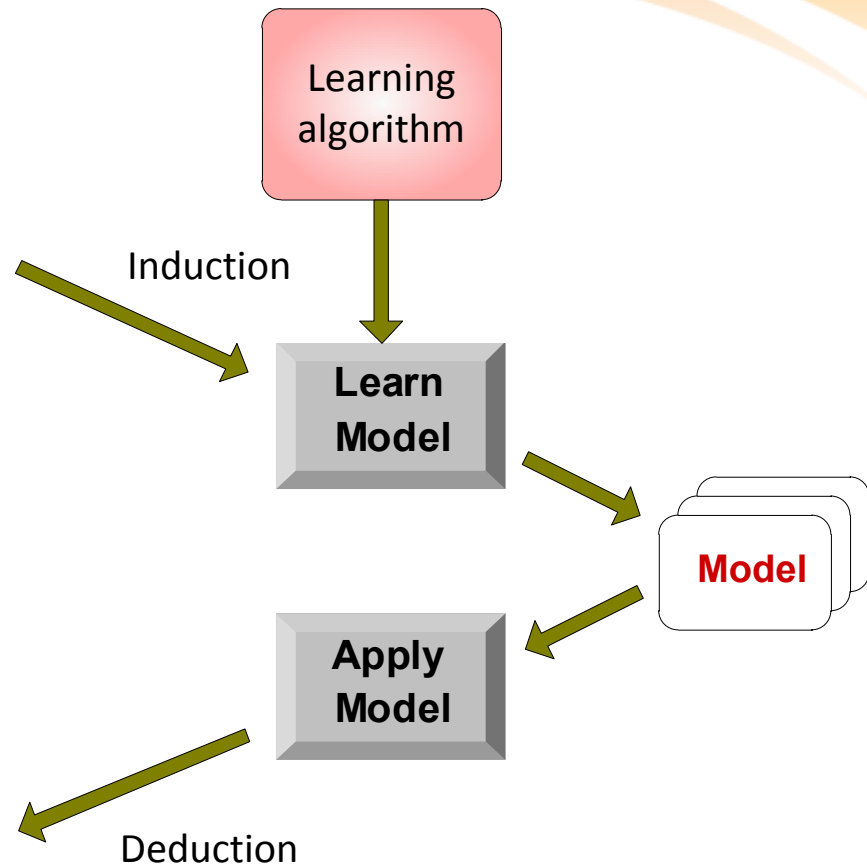 Learning
algorithm
Induction
Learn
Model
Model
Apply
Model
Deduction